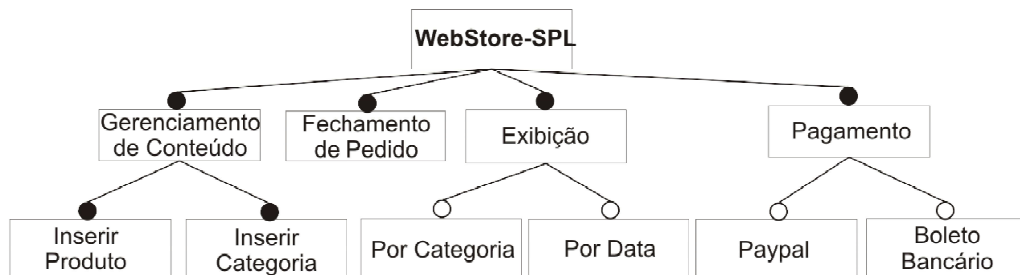 WebStore-SPL
Gerenciamento
de Conteúdo
Fechamento
de Pedido
Exibição
Pagamento
Inserir
Produto
Inserir
Categoria
Por Categoria
Por Data
Paypal
Boleto
Bancário